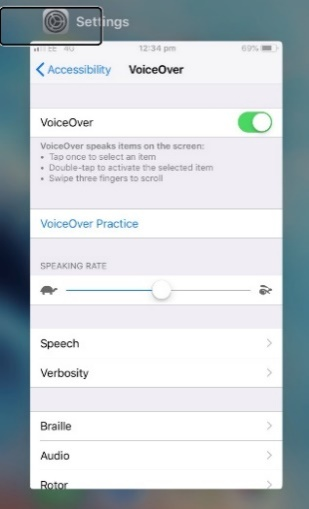 Settings
EE 4G 12:34 pm 69%
Accessibility VoiceOver
VoiceOver
VoiceOver speaks items on the screen:
• Tap once to select an item
• Double-tap to activate the selected item
• Swipe three fingers to scroll
VoiceOver Practice
SPEAKING RATE
Speech
Verbosity
Braille
Audio
Rotor